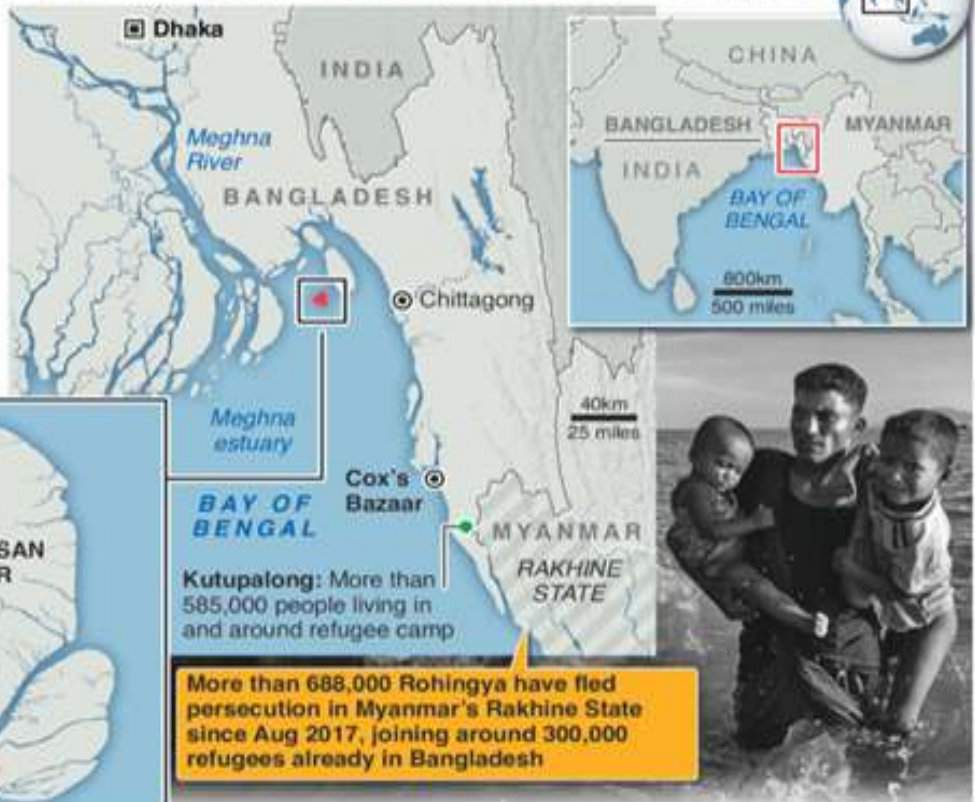 Dhaka
INDIA
Meghna
River
BANGLADESH
Chittagong
CHINA
BANGLADESH
MYANMAR
INDIA
BAY OF
BENGAL
800km
500 miles
40km
25 miles
Meghna
estuary
BAY OF
BENGAL
Cox's
Bazaar
MYANMAR
RAKHINE
STATE
SAN
R
Kutupalong: More than
585,000 people living in
and around refugee camp
More than 688,000 Rohingya have fled
persecution in Myanmar's Rakhine State
since Aug 2017, joining around 300,000
refugees already in Bangladesh